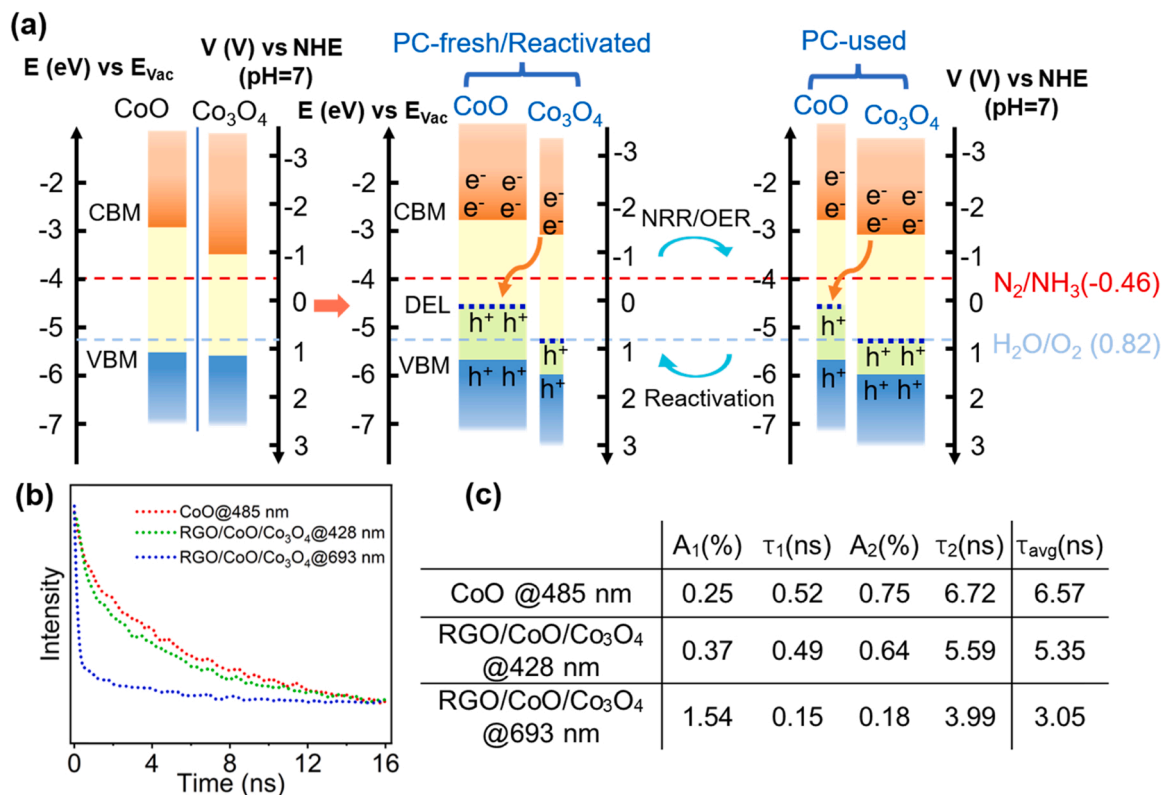 (a)
E (eV) vs E_Vac
V (V) vs NHE
(pH=7)
CoO
Co₃O₄
-2
-3
-4
-5
-6
-7
CBM
VBM
-3
-2
-1
0
1
2
3
PC-fresh/Reactivated
E (eV) vs E_Vac
CoO
Co₃O₄
-2
-3
-4
-5
-6
-7
CBM
DEL
VBM
e⁻ e⁻
e⁻ e⁻
e⁻
e⁻
h⁺ h⁺
h⁺
h⁺ h⁺
h⁺
-3
-2
-1
0
1
2
3
NRR/OER
Reactivation
PC-used
CoO
Co₃O₄
V (V) vs NHE
(pH=7)
-2
-3
-4
-5
-6
-7
e⁻
e⁻
e⁻ e⁻
e⁻ e⁻
h⁺
h⁺ h⁺
h⁺
h⁺ h⁺
-3
-2
-1
0
1
2
3
N₂/NH₃(-0.46)
H₂O/O₂ (0.82)
(b)
Intensity
CoO@485 nm
RGO/CoO/Co₃O₄@428 nm
RGO/CoO/Co₃O₄@693 nm
0 4 8 12 16
Time (ns)
(c)
A₁(%) τ₁(ns) A₂(%) τ₂(ns) τavg(ns)
CoO @485 nm 0.25 0.52 0.75 6.72 6.57
RGO/CoO/Co₃O₄
@428 nm 0.37 0.49 0.64 5.59 5.35
RGO/CoO/Co₃O₄
@693 nm 1.54 0.15 0.18 3.99 3.05